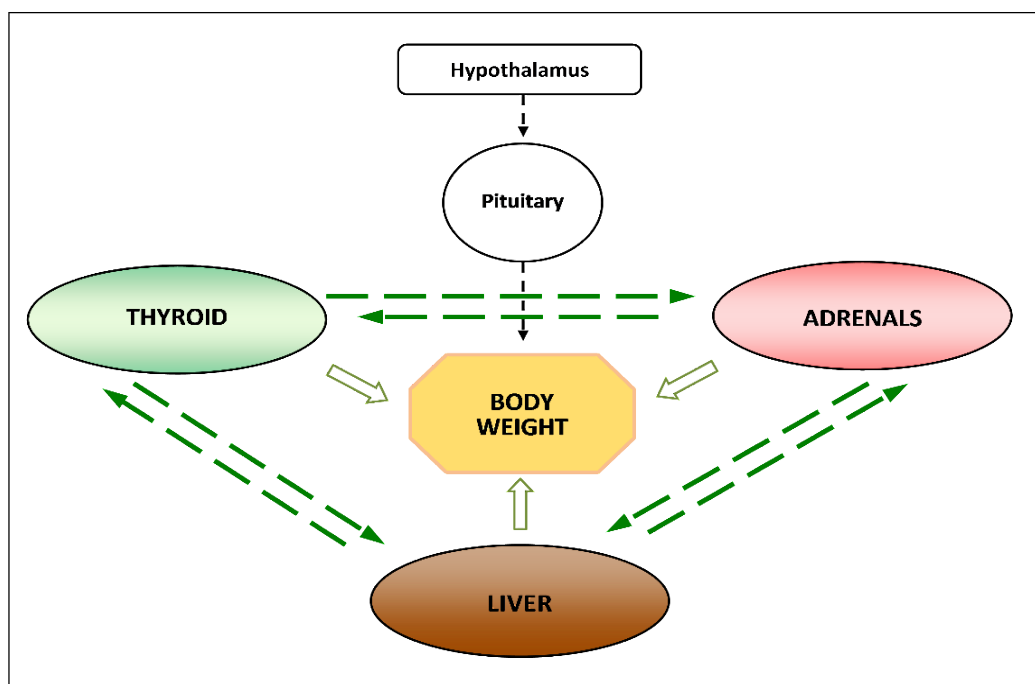 Hypothalamus
Pituitary
THYROID
ADRENALS
BODY
WEIGHT
LIVER